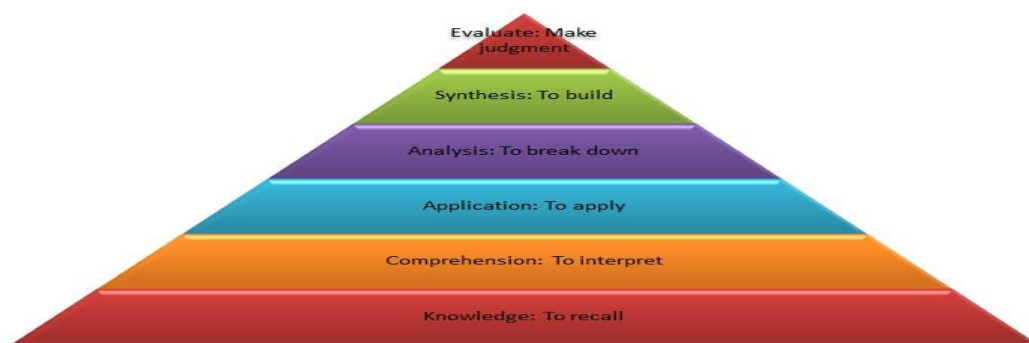 Evaluate: Make
judgment
Synthesis: To build
Analysis: To break down
Application: To apply
Comprehension: To interpret
Knowledge: To recall